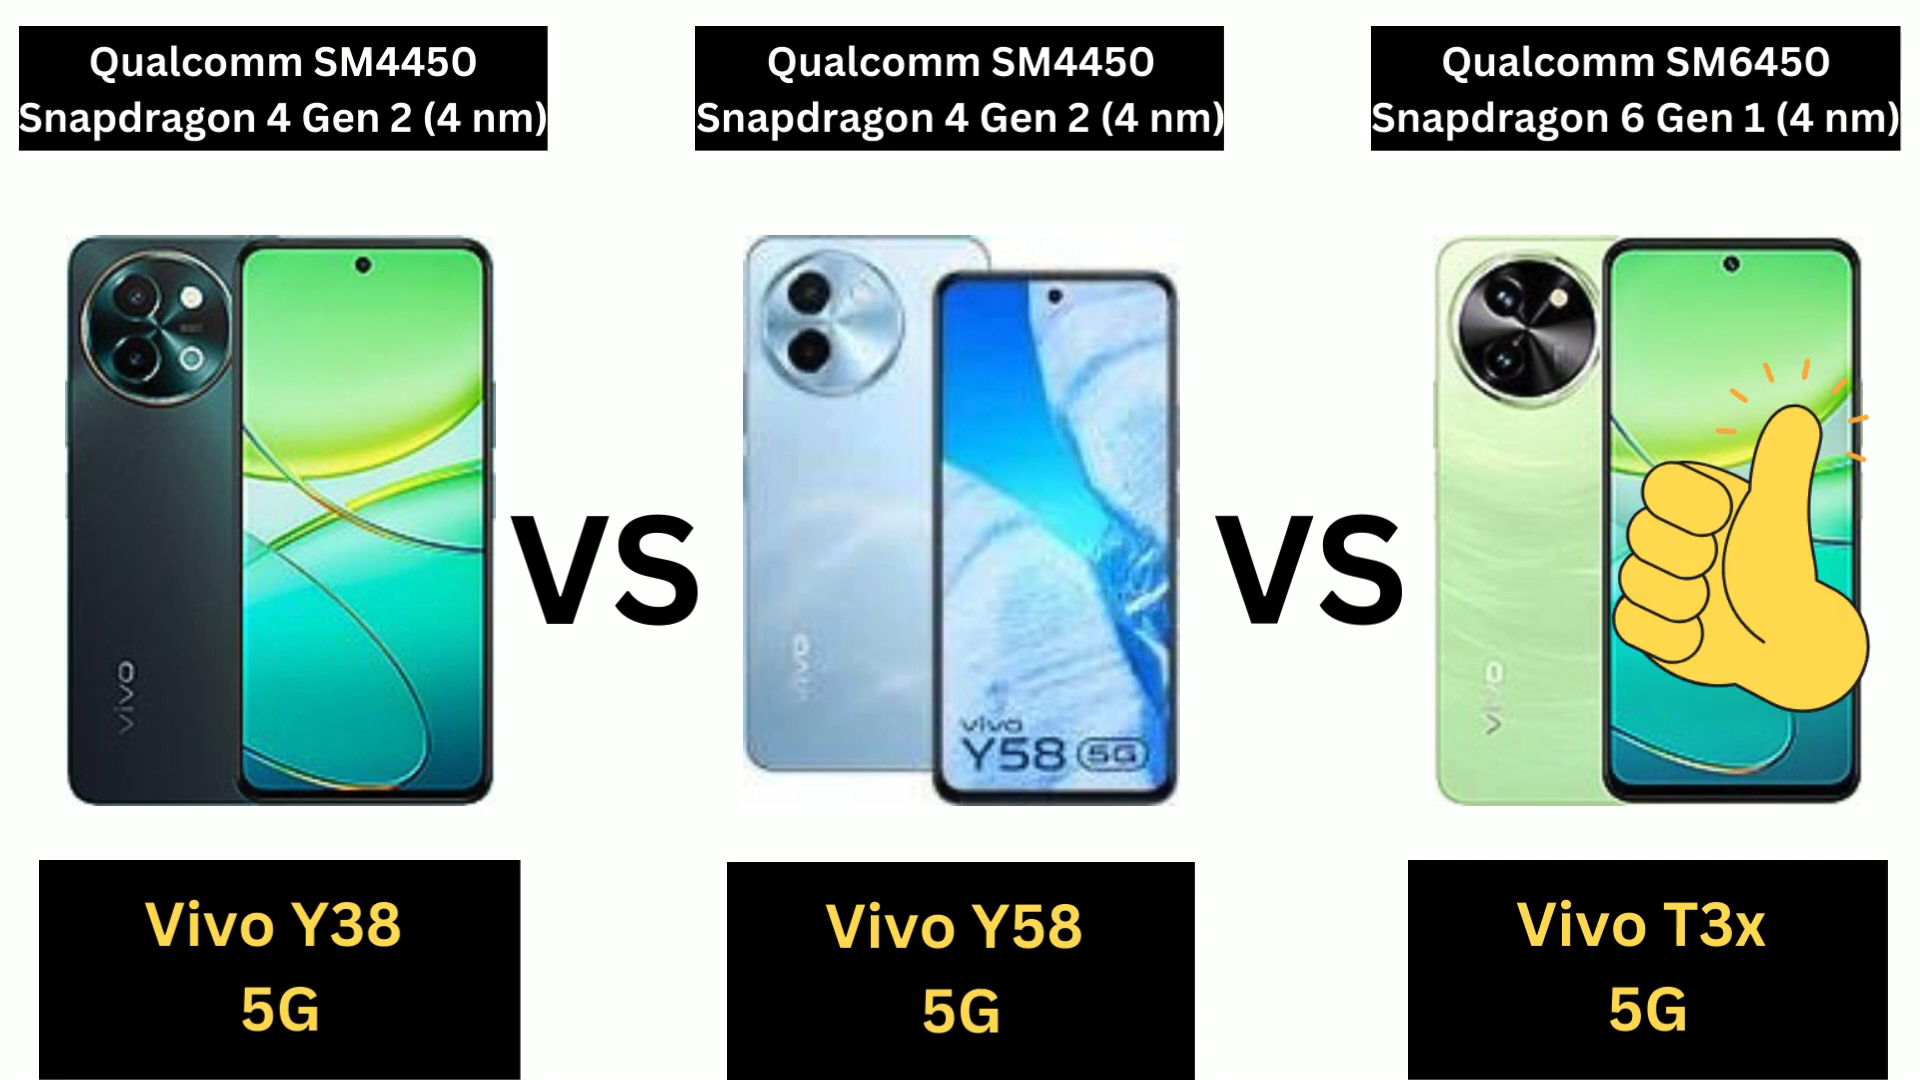 Qualcomm SM4450
Snapdragon 4 Gen 2 (4 nm)
Qualcomm SM4450
Snapdragon 4 Gen 2 (4 nm)
Qualcomm SM6450
Snapdragon 6 Gen 1 (4 nm)
vivo
VS
vivo
vivo
Y58 5G
VS
vivo
Vivo Y38
5G
Vivo Y58
5G
Vivo T3x
5G